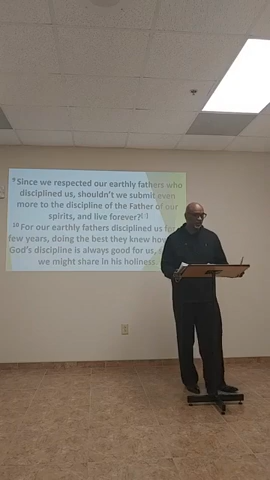 ⁹ Since we respected our earthly fathers who
disciplined us, shouldn't we submit even
more to the discipline of the Father of our
spirits, and live forever?
¹⁰ For our earthly fathers disciplined us for
few years, doing the best they knew how
God's discipline is always good for us,
we might share in his holiness.